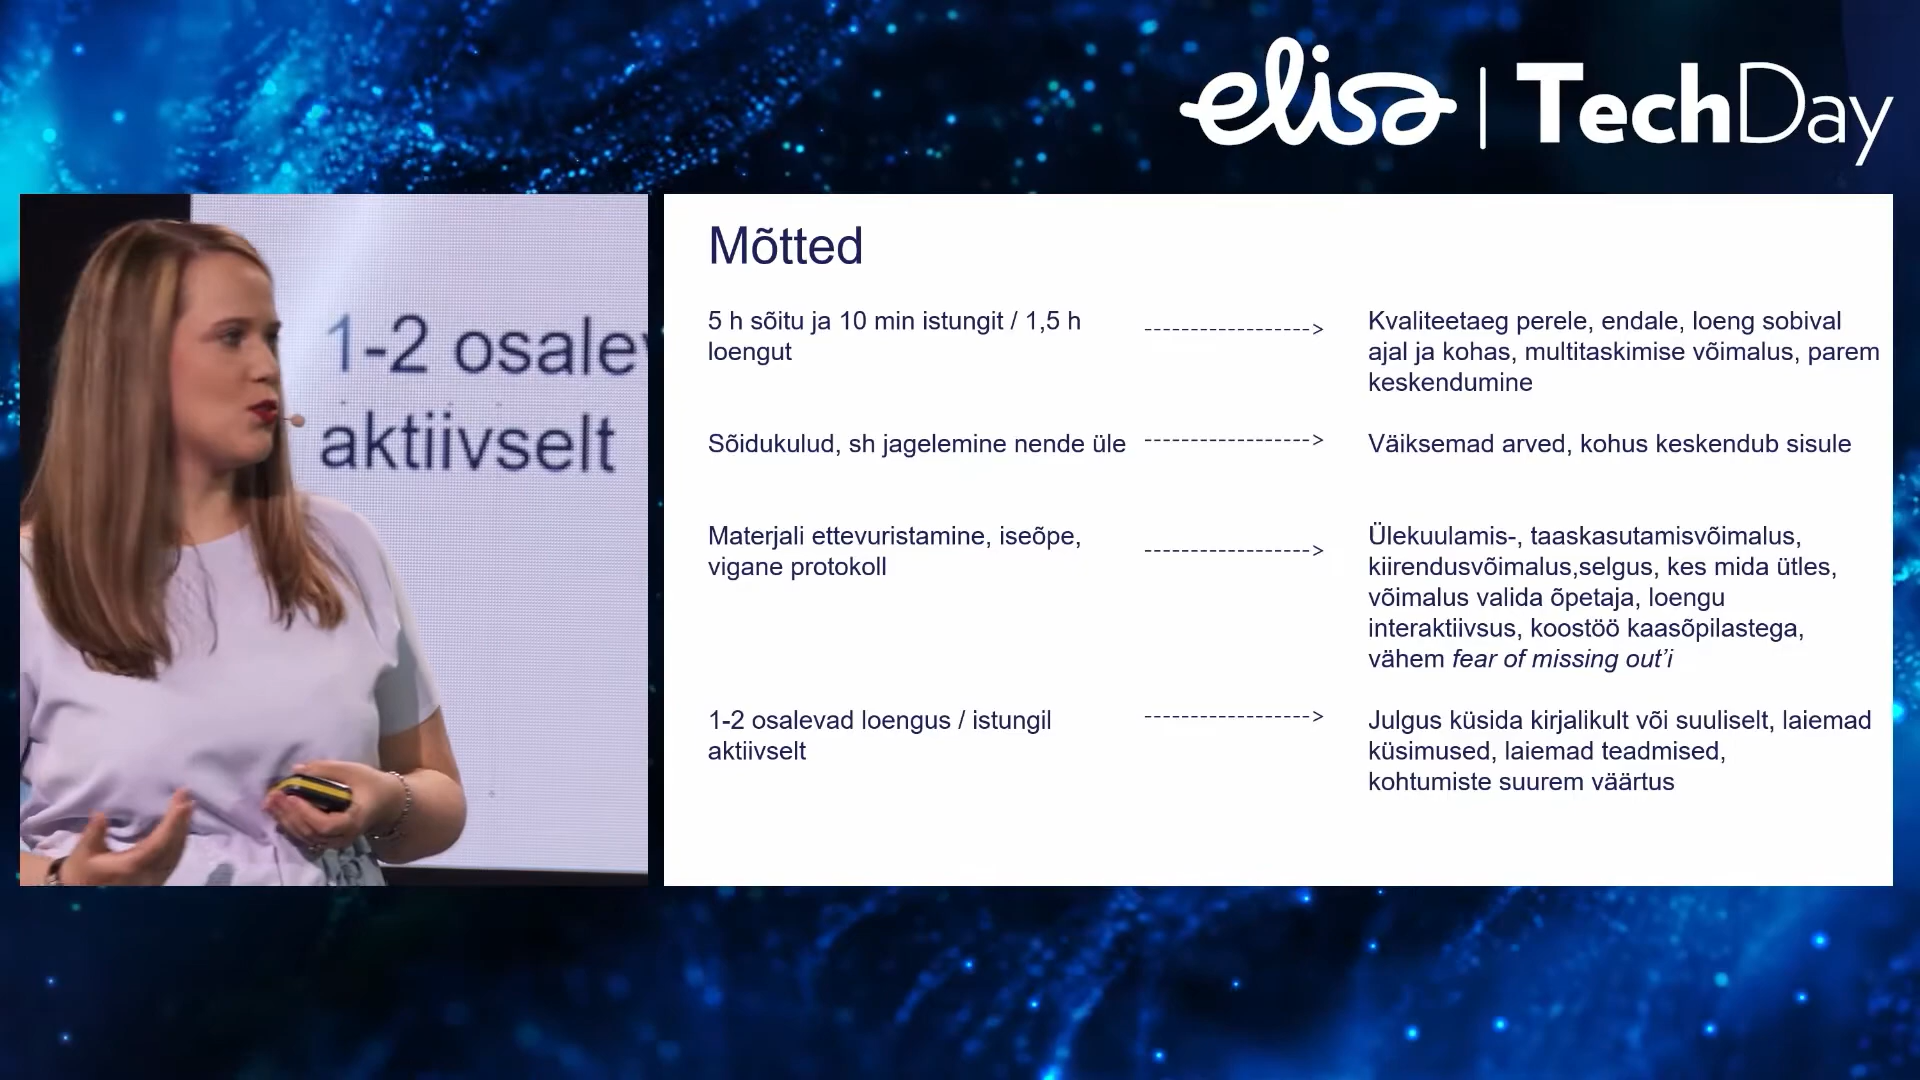 elisa | TechDay
1-2 osalev
aktiivselt
Mõtted
5 h sõitu ja 10 min istungit / 1,5 h
loengut
-----------------> Kvaliteetaeg perele, endale, loeng sobival
ajal ja kohas, multitaskimise võimalus, parem
keskendumine
Sõidukulud, sh jagelemine nende üle
-----------------> Väiksemad arved, kohus keskendub sisule
Materjali ettevuristamine, iseõpe,
vigane protokoll
-----------------> Ülekuulamis-, taaskasutamisvõimalus,
kiirendusvõimalus,selgus, kes mida ütles,
võimalus valida õpetaja, loengu
interaktiivsus, koostöö kaasõpilastega,
vähem fear of missing out’i
1-2 osalevad loengus / istungil
aktiivselt
-----------------> Julgus küsida kirjalikult või suuliselt, laiemad
küsimused, laiemad teadmised,
kohtumiste suurem väärtus